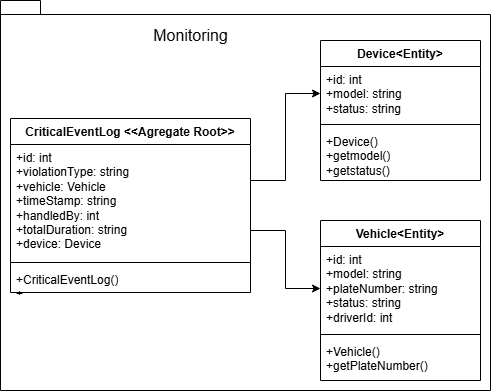 Monitoring
CriticalEventLog <<Agregate Root>>
+id: int
+violationType: string
+vehicle: Vehicle
+timeStamp: string
+handledBy: int
+totalDuration: string
+device: Device
+CriticalEventLog()
+
Device<Entity>
+id: int
+model: string
+status: string
+Device()
+getmodel()
+getstatus()
Vehicle<Entity>
+id: int
+model: string
+plateNumber: string
+status: string
+driverId: int
+Vehicle()
+getPlateNumber()